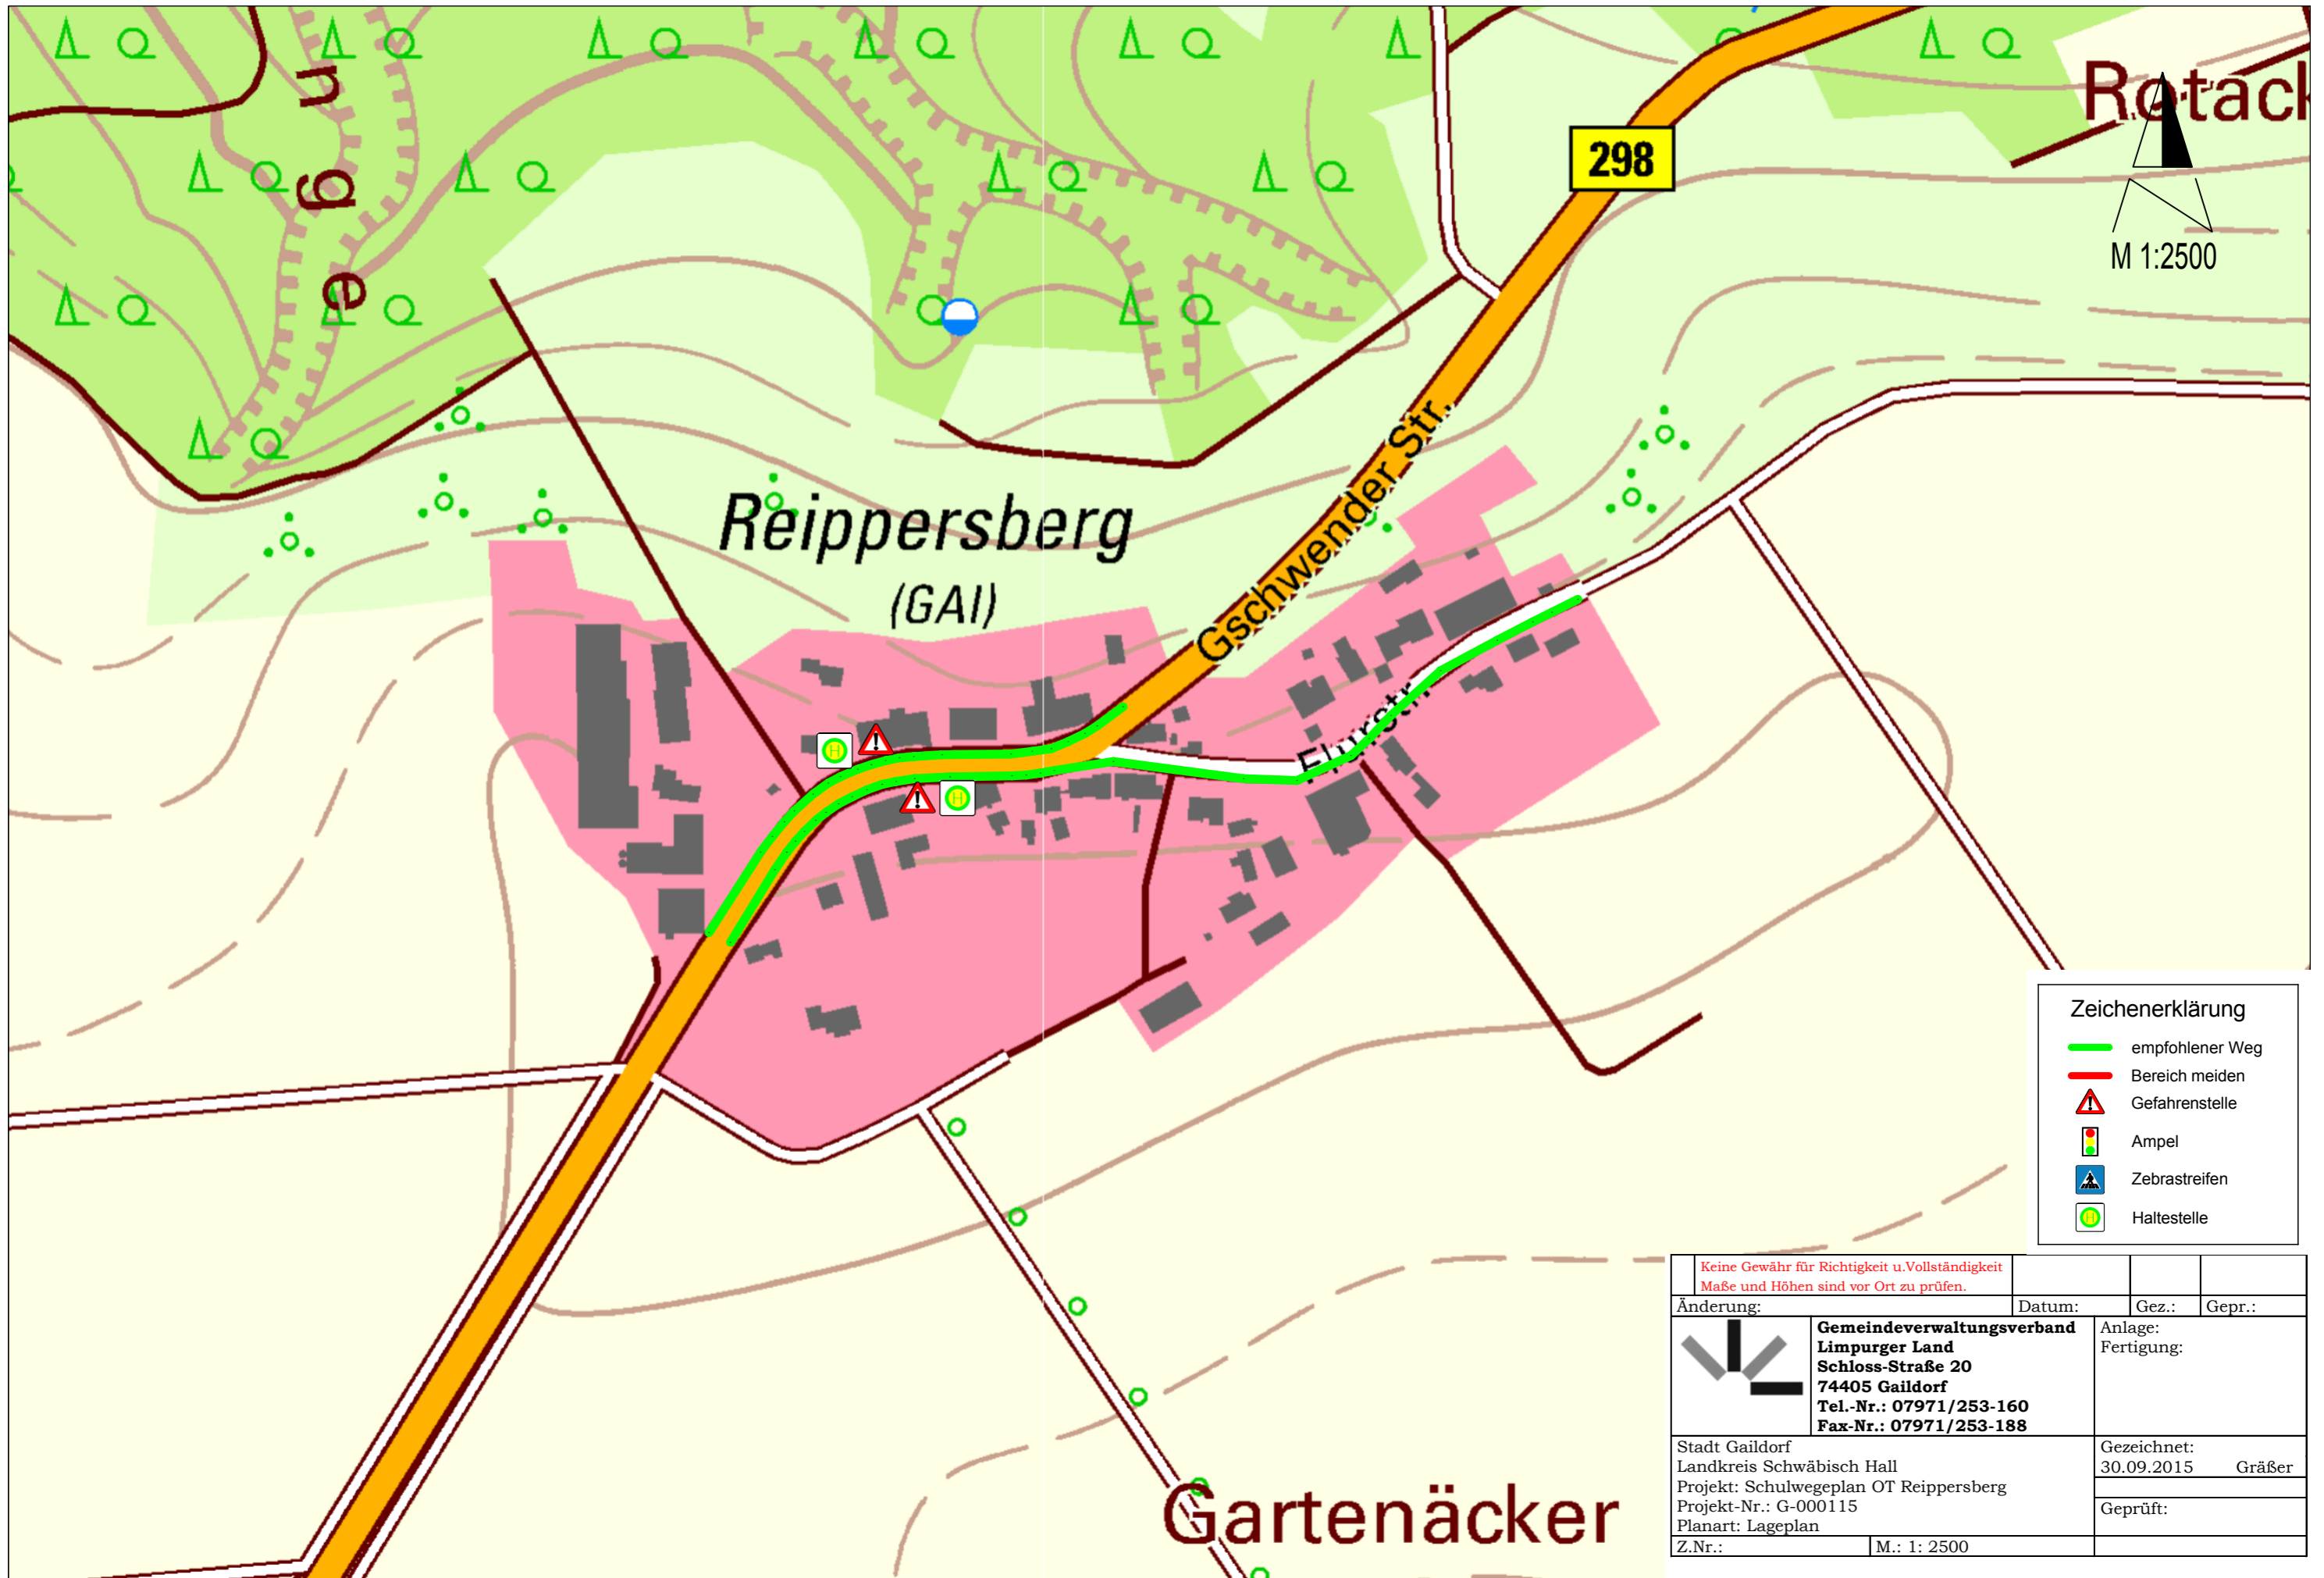 nge
298
Rotäck
M 1:2500
Reippersberg
(GAI)
Gschwender Str.
Flurstr.
Zeichenerklärung
empfohlener Weg
Bereich meiden
Gefahrenstelle
Ampel
Zebrastreifen
H Haltestelle
H
H
Gartenäcker
Keine Gewähr für Richtigkeit u.Vollständigkeit
Maße und Höhen sind vor Ort zu prüfen.
Änderung: Datum: Gez.: Gepr.:
Gemeindeverwaltungsverband
Limpurger Land
Schloss-Straße 20
74405 Gaildorf
Tel.-Nr.: 07971/253-160
Fax-Nr.: 07971/253-188
Anlage:
Fertigung:
Stadt Gaildorf
Landkreis Schwäbisch Hall
Projekt: Schulwegeplan OT Reippersberg
Projekt-Nr.: G-000115
Planart: Lageplan
Gezeichnet:
30.09.2015 Gräßer
Geprüft:
Z.Nr.: M.: 1: 2500